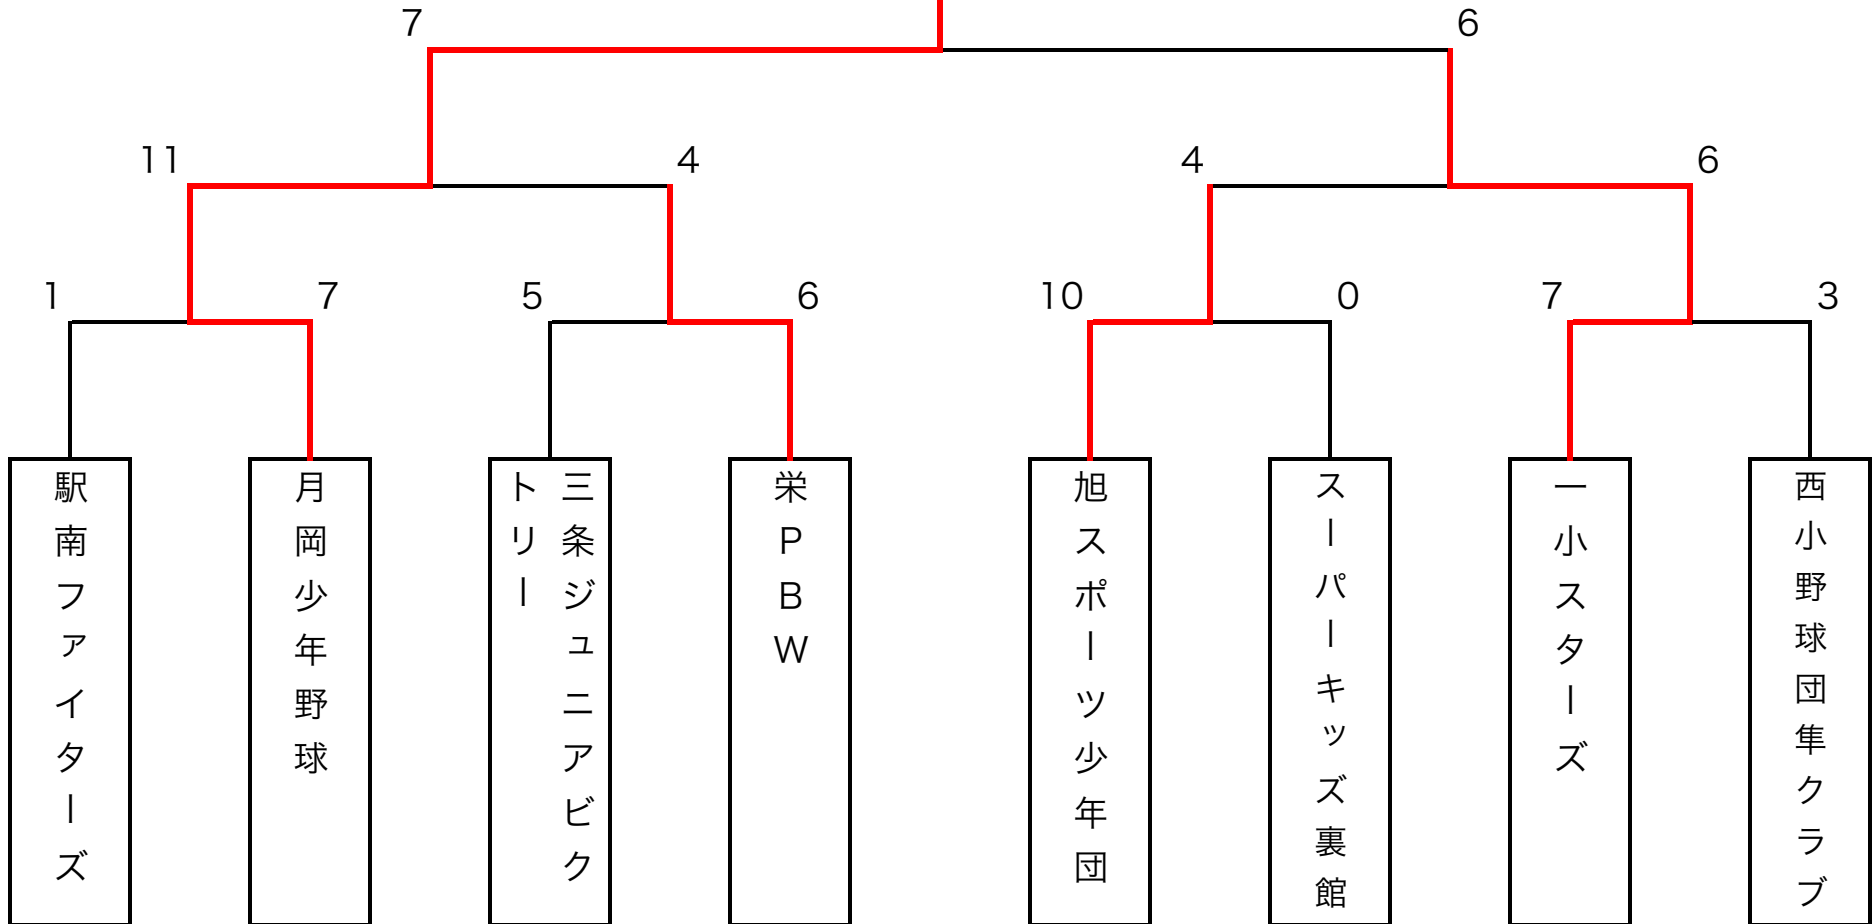 7
6
11
4
4
6
1
7
5
6
10
0
7
3
駅南ファイターズ
月岡少年野球
三条ジュニアビク
トリー
栄PBW
旭スポーツ少年団
スーパーキッズ裏館
一小スターズ
西小野球団隼クラブ